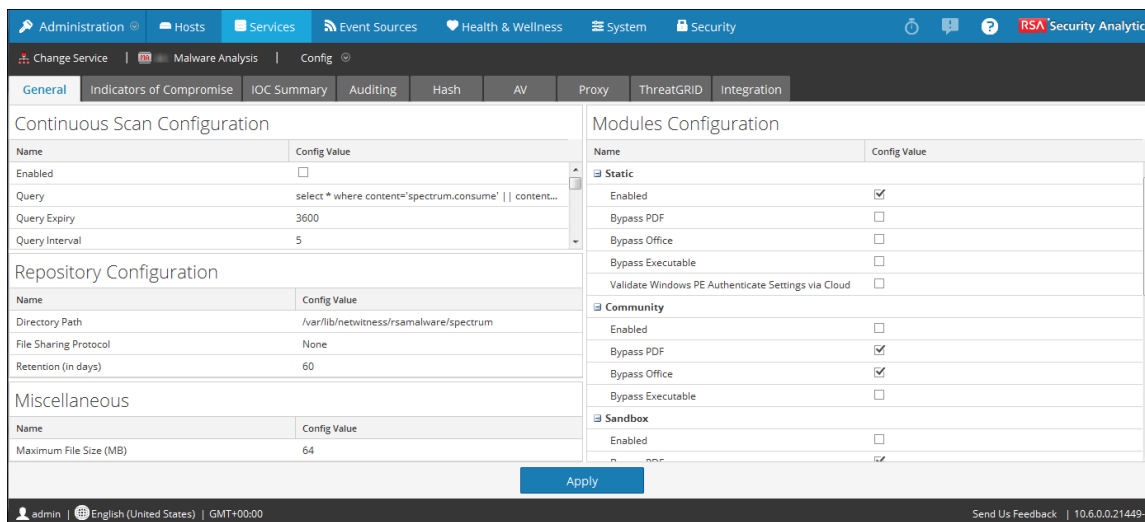 Administration Hosts Services Event Sources Health & Wellness System Security ? RSA Security Analytic
Change Service | ma Malware Analysis | Config
General Indicators of Compromise IOC Summary Auditing Hash AV Proxy ThreatGRID Integration
Continuous Scan Configuration
Name Config Value
Enabled
Query select * where content='spectrum.consume' || content...
Query Expiry 3600
Query Interval 5
Repository Configuration
Name Config Value
Directory Path /var/lib/netwitness/rsamalware/spectrum
File Sharing Protocol None
Retention (in days) 60
Miscellaneous
Name Config Value
Maximum File Size (MB) 64
Modules Configuration
Name Config Value
Static
Enabled
Bypass PDF
Bypass Office
Bypass Executable
Validate Windows PE Authenticate Settings via Cloud
Community
Enabled
Bypass PDF
Bypass Office
Bypass Executable
Sandbox
Enabled
Apply
admin | English (United States) | GMT+00:00 Send Us Feedback | 10.6.0.0.21449-